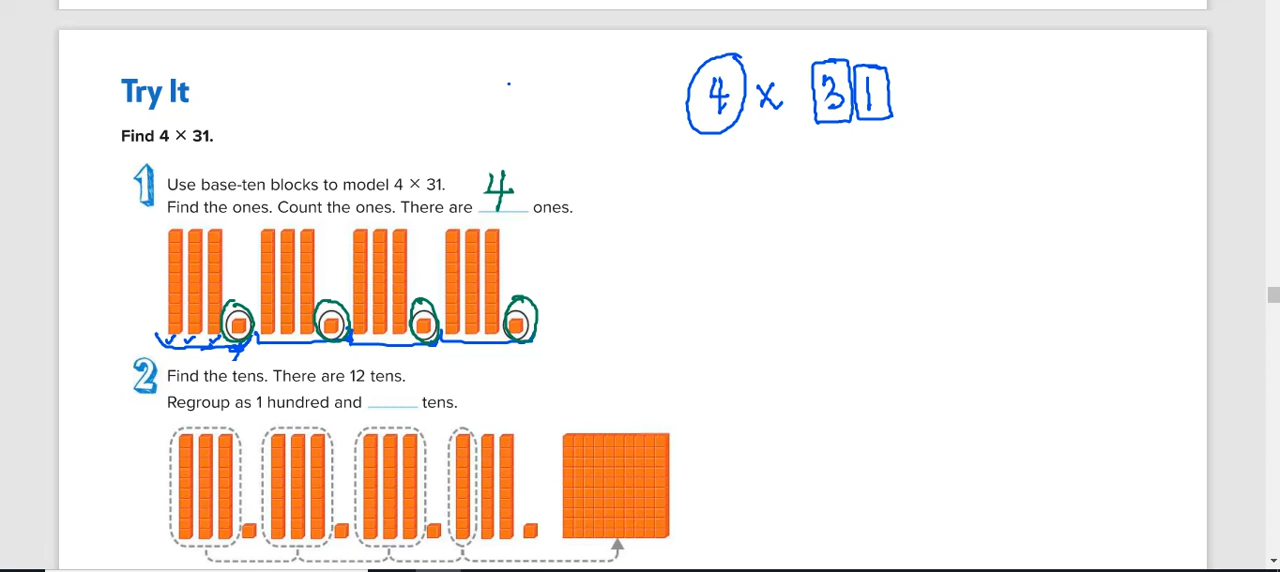 Try It
4 x 31
Find 4 × 31.
1
Use base-ten blocks to model 4 × 31.
Find the ones. Count the ones. There are 4 ones.
2
Find the tens. There are 12 tens.
Regroup as 1 hundred and ______ tens.